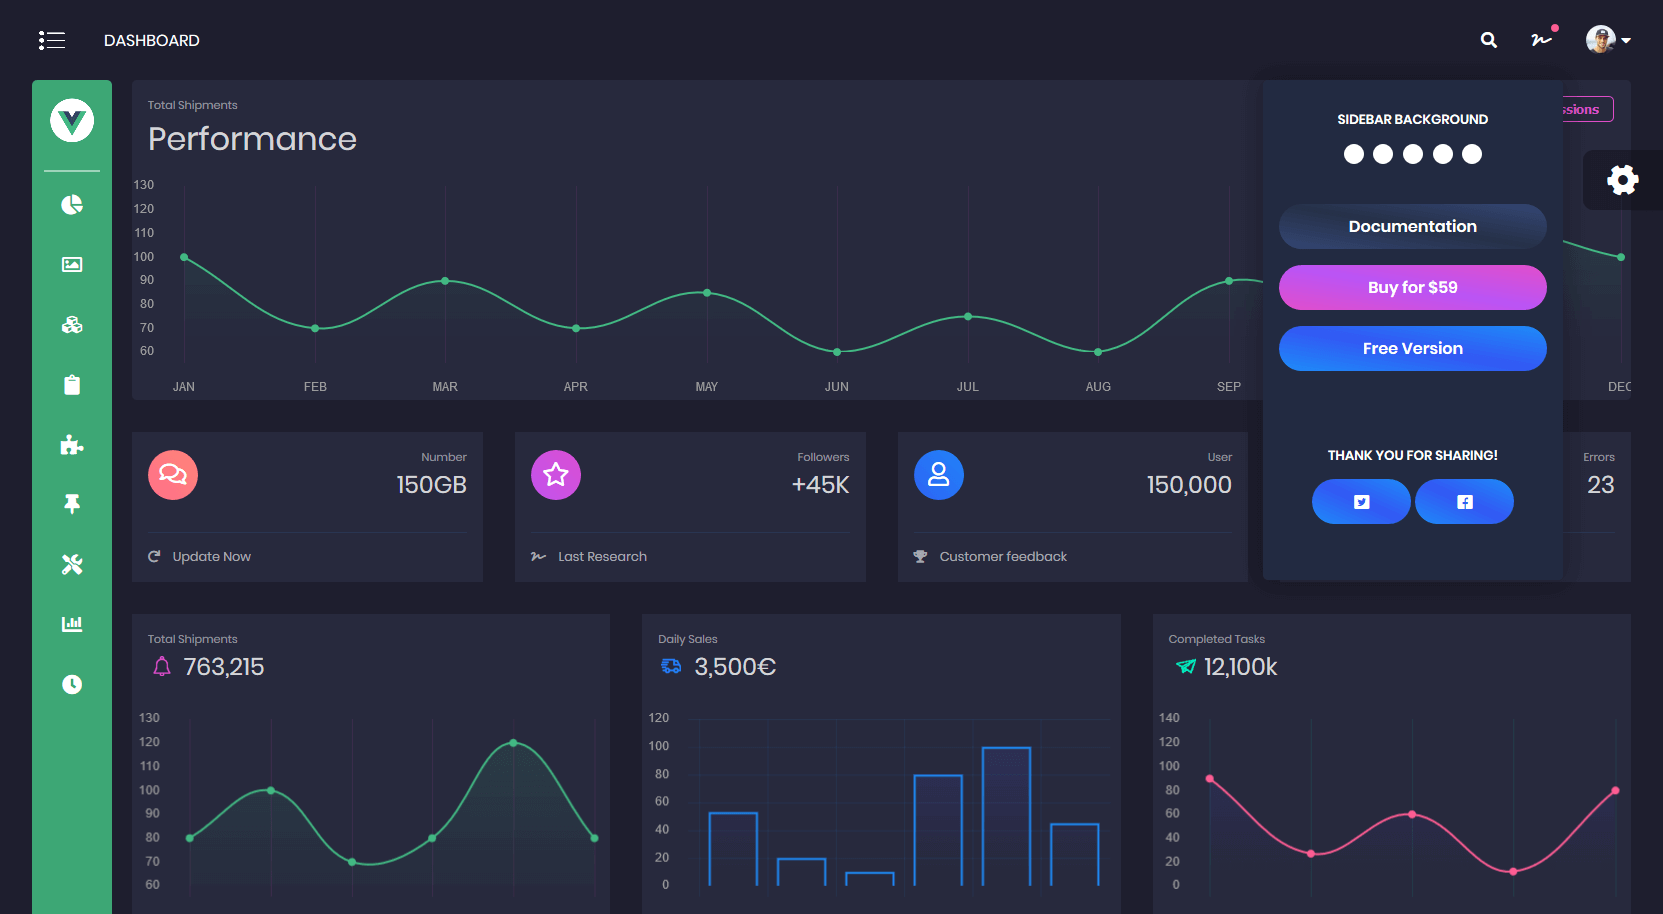 DASHBOARD
Total Shipments
Performance
130
120
110
100
90
80
70
60
JAN FEB MAR APR MAY JUN JUL AUG SEP
SIDEBAR BACKGROUND
Documentation
Buy for $59
Free Version
THANK YOU FOR SHARING!
Number
150GB
Update Now
Followers
+45K
Last Research
User
150,000
Customer feedback
Errors
23
Total Shipments
763,215
130
120
110
100
90
80
70
60
Daily Sales
3,500€
120
100
80
60
40
20
0
Completed Tasks
12,100k
140
120
100
80
60
40
20
0